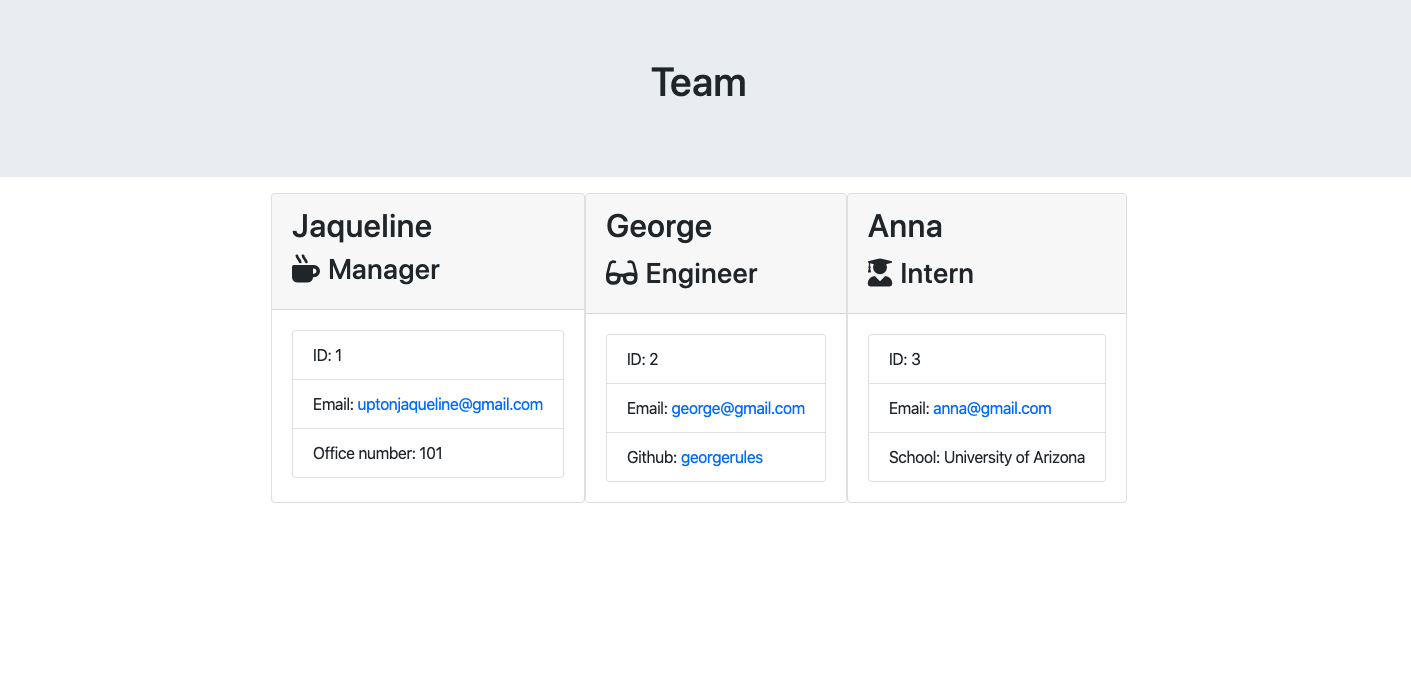 Team
Jaqueline
Manager
ID: 1
Email: uptonjaqueline@gmail.com
Office number: 101
George
Engineer
ID: 2
Email: george@gmail.com
Github: georgerules
Anna
Intern
ID: 3
Email: anna@gmail.com
School: University of Arizona